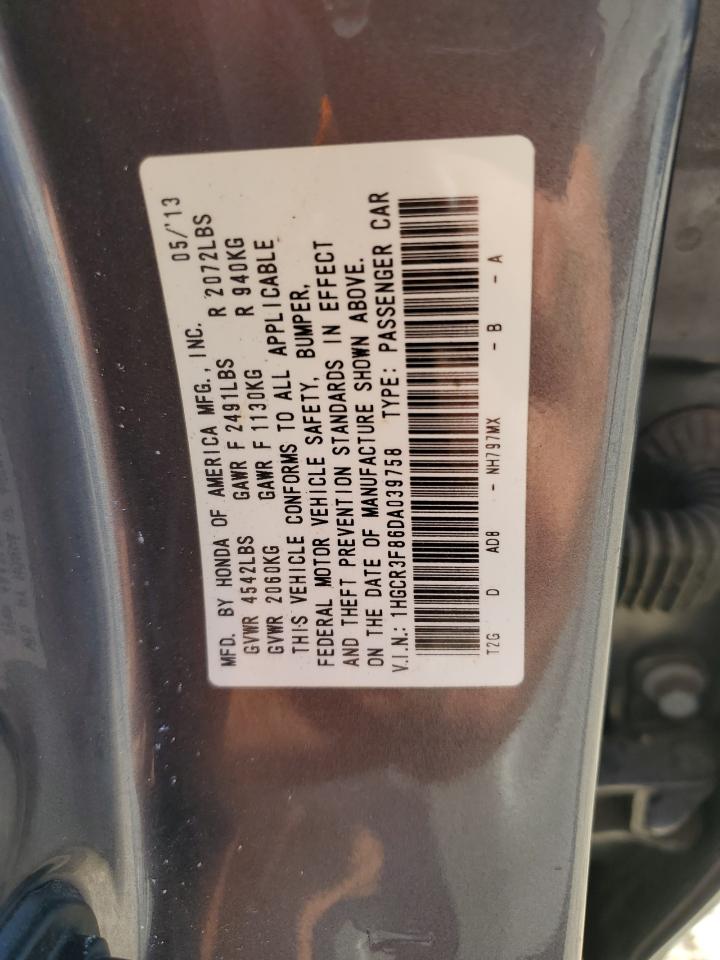 MFD. BY HONDA OF AMERICA MFG., INC. 05/'13
GVWR 4542LBS GAWR F 2491LBS R 2072LBS
GVWR 2060KG GAWR F 1130KG R 940KG
THIS VEHICLE CONFORMS TO ALL APPLICABLE
FEDERAL MOTOR VEHICLE SAFETY, BUMPER,
AND THEFT PREVENTION STANDARDS IN EFFECT
ON THE DATE OF MANUFACTURE SHOWN ABOVE.
V.I.N.: 1HGCR3F86DA039758 TYPE: PASSENGER CAR
T2G D AD8 - NH797MX - B - A